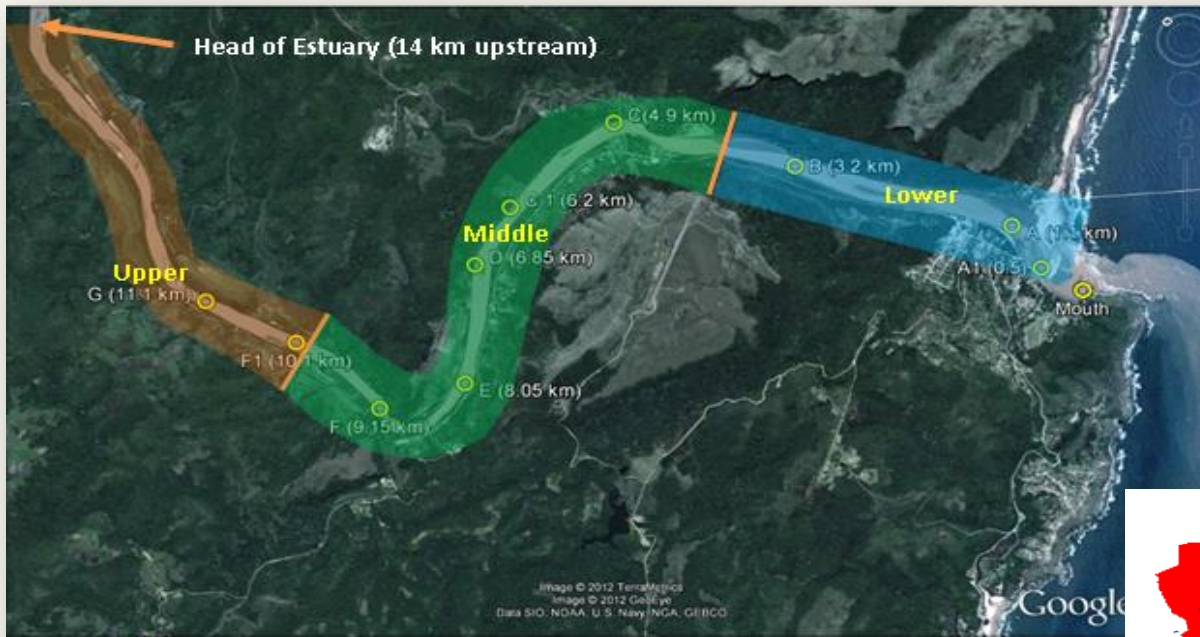 Head of Estuary (14 km upstream)
C(4.9 km)
B (3.2 km)
Lower
C 1 (6.2 km)
Middle
A km)
D (6.85 km)
A1 (0.5)
Upper
G (11.1 km)
Mouth
F1 (10.1 km)
E (8.05 km)
F (9.15 km)
Image © 2012 TerraMetrics
Image © 2012 GeoEye
Data SIO, NOAA, U.S. Navy, NGA, GEBCO
Google